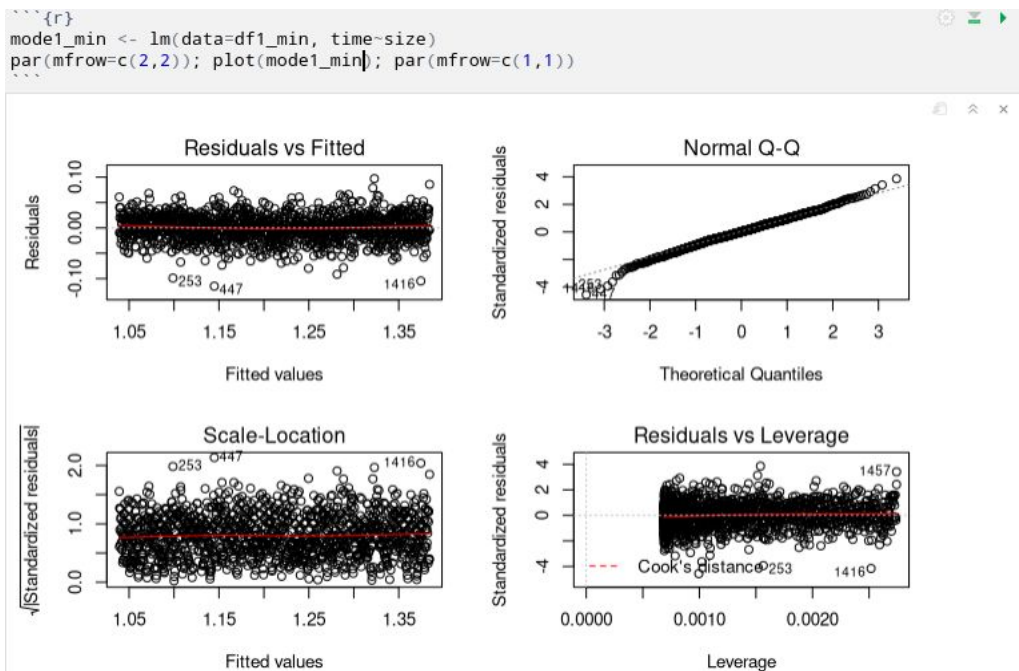 ```{r}
mode1_min <- lm(data=df1_min, time~size)
par(mfrow=c(2,2)); plot(mode1_min); par(mfrow=c(1,1))
```
Residuals vs Fitted
Residuals
-0.10 0.00 0.10
253
447
1416
1.05 1.15 1.25 1.35
Fitted values
Normal Q-Q
Standardized residuals
-4 0 2 4
253
447
-3 -2 -1 0 1 2 3
Theoretical Quantiles
Scale-Location
√|Standardized residuals|
0.0 1.0 2.0
253
447
1416
1.05 1.15 1.25 1.35
Fitted values
Residuals vs Leverage
Standardized residuals
-4 0 2 4
1457
Cook's distance
253
1416
0.0000 0.0010 0.0020
Leverage